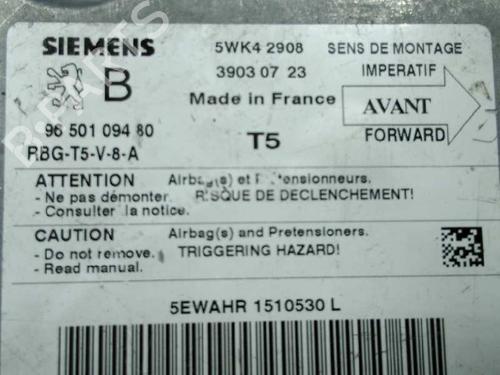 SIEMENS 5WK4 2908 SENS DE MONTAGE
B 3903 07 23 IMPERATIF
Made in France AVANT
96 501 094 80 T5 FORWARD
RBG-T5-V-8-A
ATTENTION Airbag(s) et Prétensionneurs.
- Ne pas démonter. RISQUE DE DECLENCHEMENT!
- Consulter la notice.
CAUTION Airbag(s) and Pretensioners.
- Do not remove. TRIGGERING HAZARD!
- Read manual.
5EWAHR 1510530 L
B-PARTS